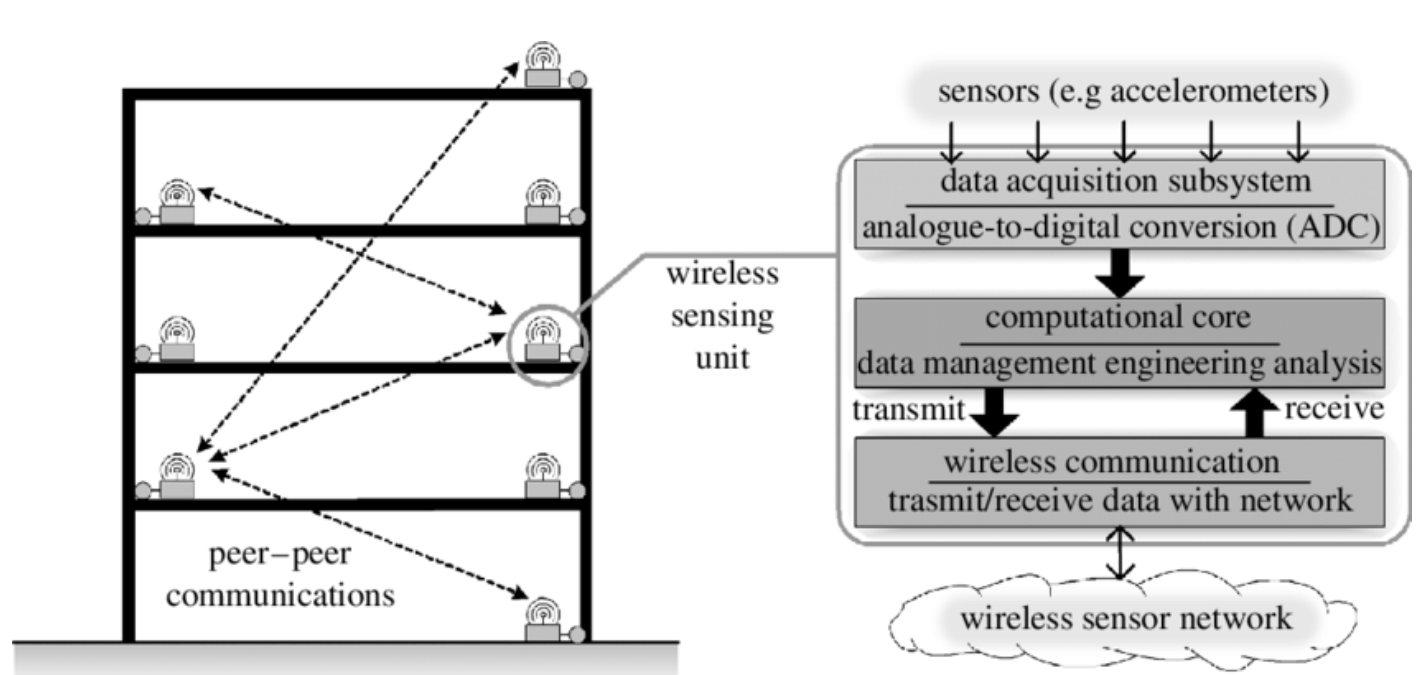 sensors (e.g accelerometers)
data acquisition subsystem
analogue-to-digital conversion (ADC)
wireless
sensing
unit
computational core
data management engineering analysis
transmit
receive
wireless communication
trasmit/receive data with network
peer–peer
communications
wireless sensor network